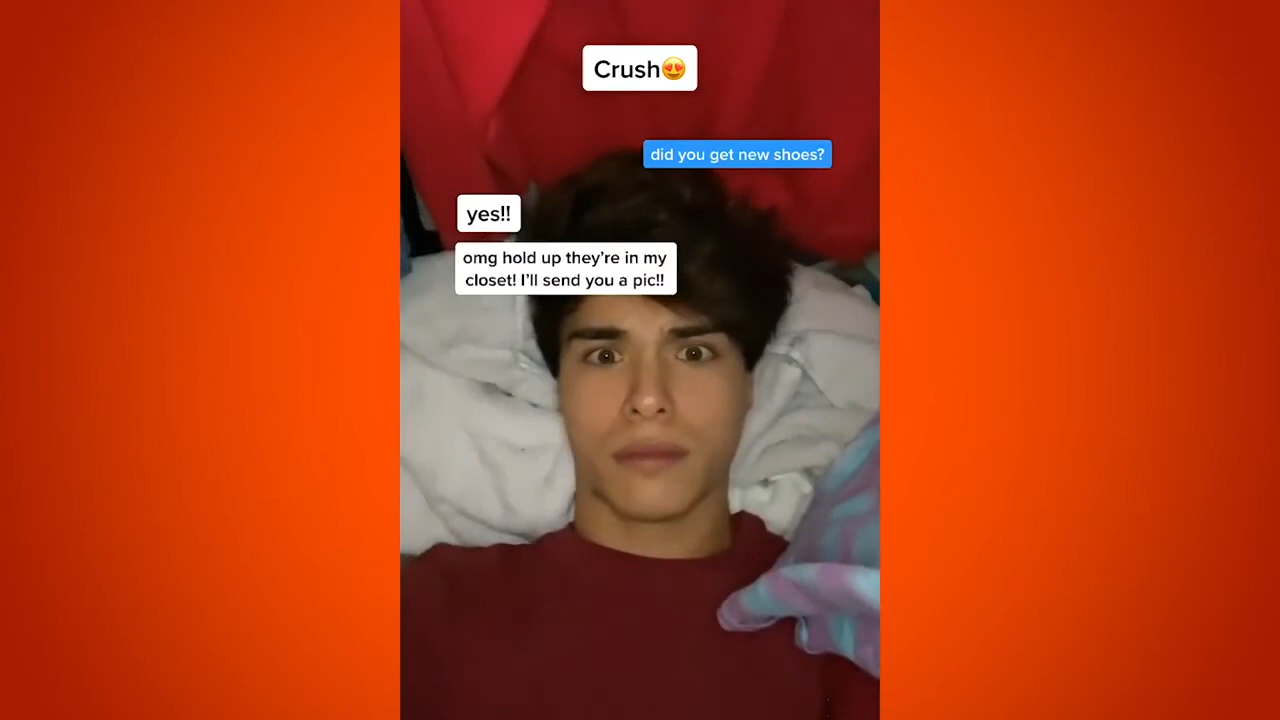 Crush😍
did you get new shoes?
yes!!
omg hold up they’re in my
closet! I’ll send you a pic!!